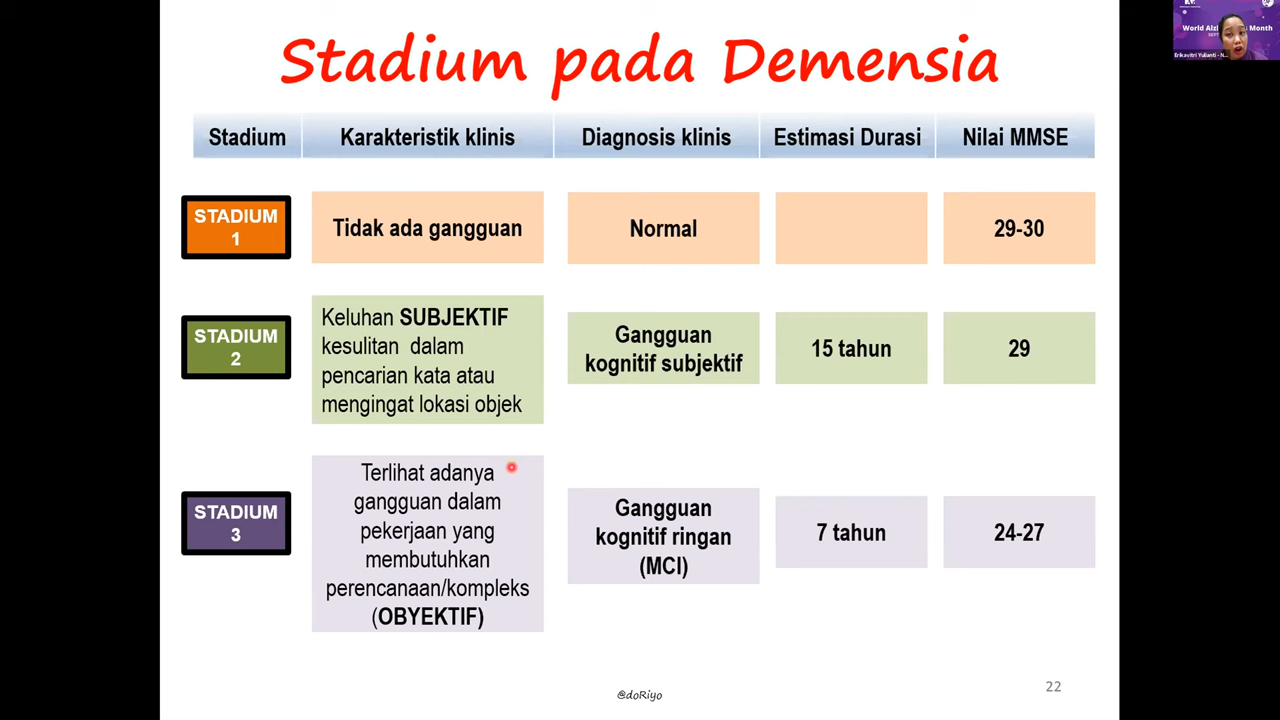 Stadium pada Demensia
Stadium Karakteristik klinis Diagnosis klinis Estimasi Durasi Nilai MMSE
STADIUM
1
Tidak ada gangguan
Normal
29-30
STADIUM
2
Keluhan SUBJEKTIF
kesulitan dalam
pencarian kata atau
mengingat lokasi objek
Gangguan
kognitif subjektif
15 tahun
29
STADIUM
3
Terlihat adanya
gangguan dalam
pekerjaan yang
membutuhkan
perencanaan/kompleks
(OBYEKTIF)
Gangguan
kognitif ringan
(MCI)
7 tahun
24-27
@doRiyo
22
World Month
Erikavitri Yulianti - N...